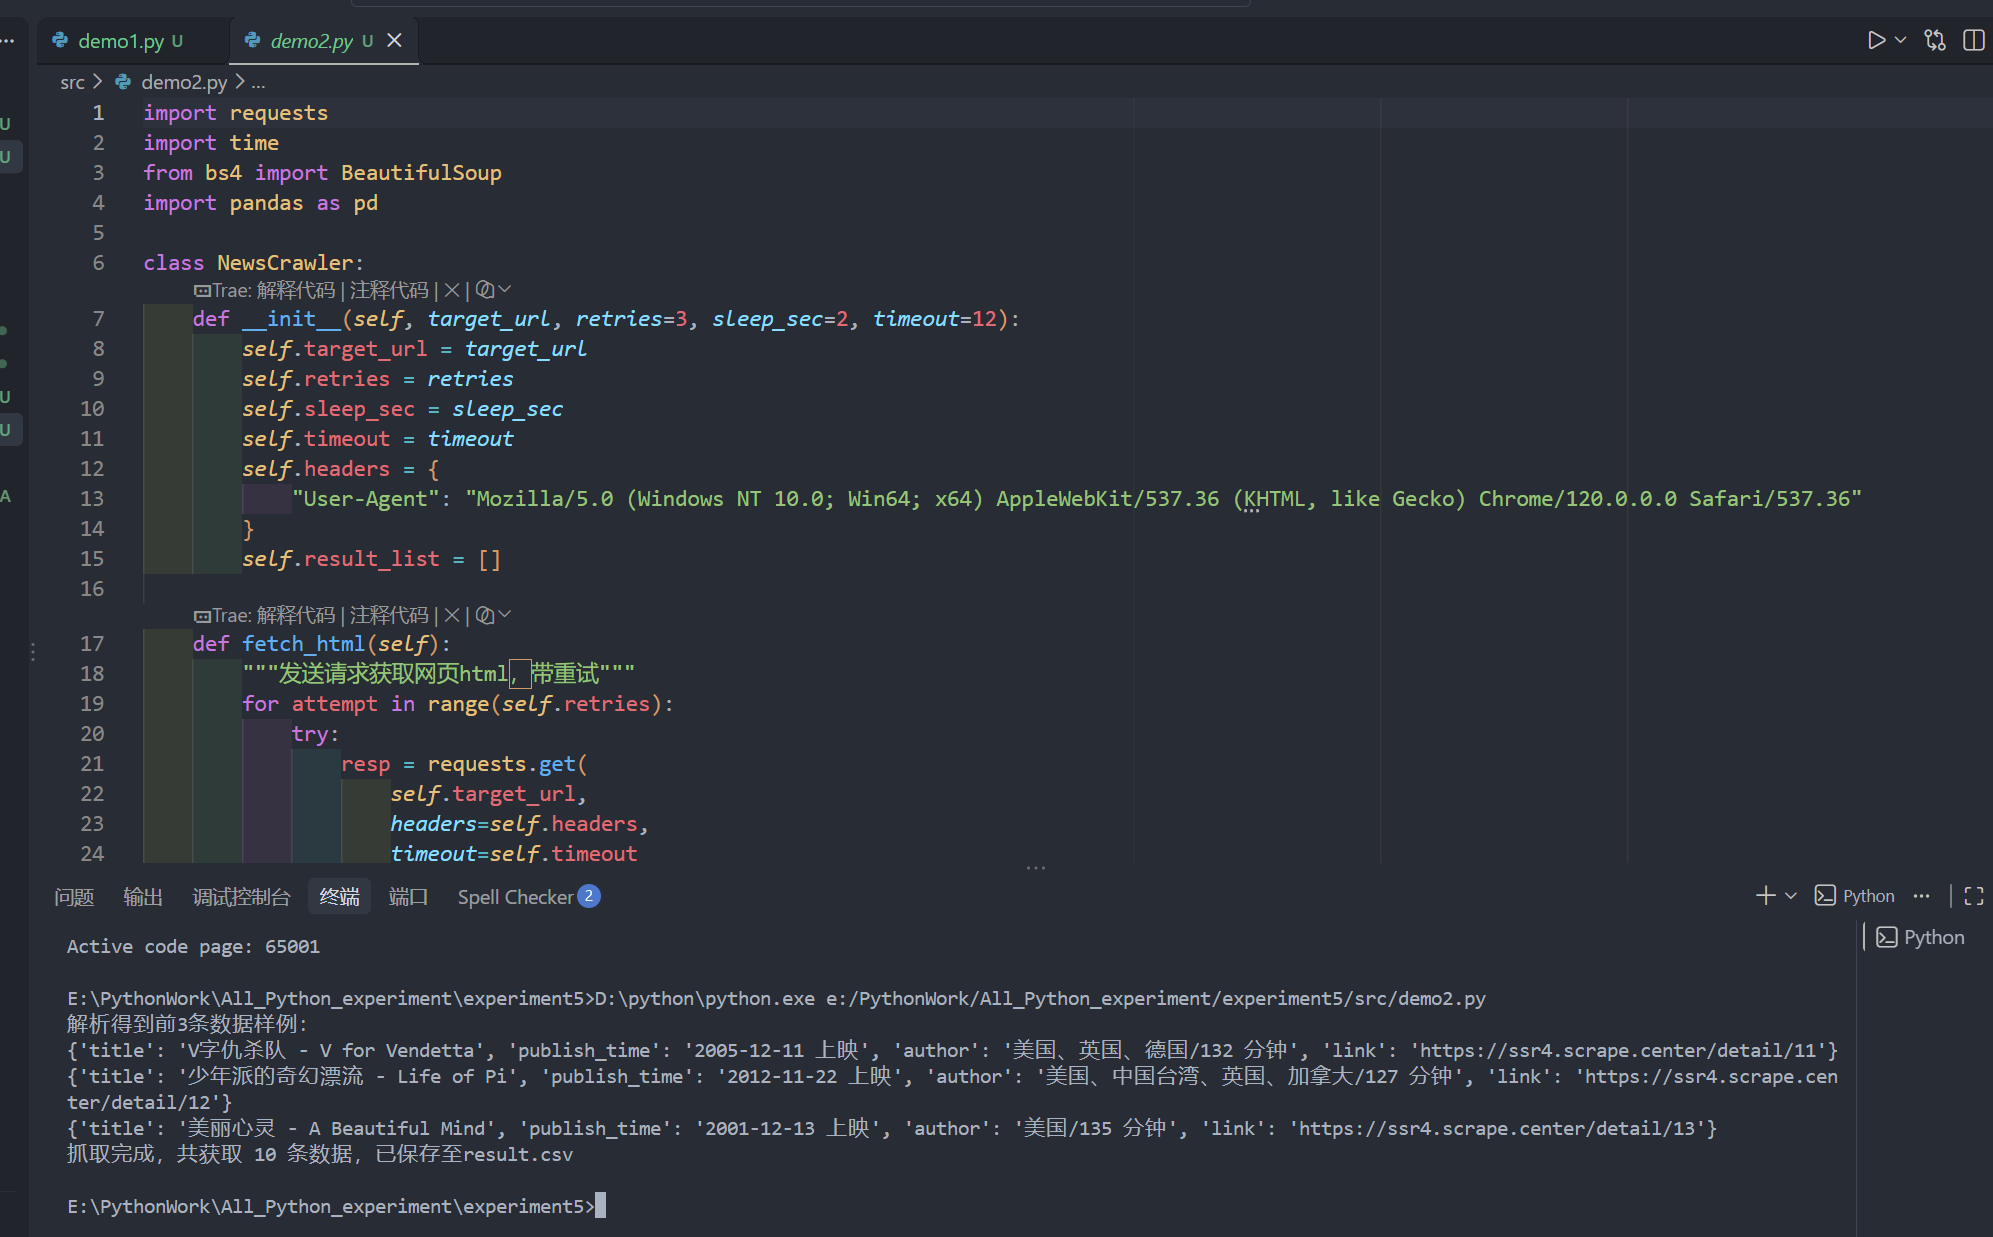 demo1.py U
demo2.py U
src > demo2.py > ...
1 import requests
2 import time
3 from bs4 import BeautifulSoup
4 import pandas as pd
5
6 class NewsCrawler:
Trae: 解释代码 | 注释代码 | X |
7 def __init__(self, target_url, retries=3, sleep_sec=2, timeout=12):
8 self.target_url = target_url
9 self.retries = retries
10 self.sleep_sec = sleep_sec
11 self.timeout = timeout
12 self.headers = {
13 "User-Agent": "Mozilla/5.0 (Windows NT 10.0; Win64; x64) AppleWebKit/537.36 (KHTML, like Gecko) Chrome/120.0.0.0 Safari/537.36"
14 }
15 self.result_list = []
16
Trae: 解释代码 | 注释代码 | X |
17 def fetch_html(self):
18 """发送请求获取网页html，带重试"""
19 for attempt in range(self.retries):
20 try:
21 resp = requests.get(
22 self.target_url,
23 headers=self.headers,
24 timeout=self.timeout
U
U
U
U
A
问题 输出 调试控制台 终端 端口 Spell Checker 2
Python
Python
Active code page: 65001
E:\PythonWork\All_Python_experiment\experiment5>D:\python\python.exe e:/PythonWork/All_Python_experiment/experiment5/src/demo2.py
解析得到前3条数据样例：
{'title': 'V字仇杀队 - V for Vendetta', 'publish_time': '2005-12-11 上映', 'author': '美国、英国、德国/132 分钟', 'link': 'https://ssr4.scrape.center/detail/11'}
{'title': '少年派的奇幻漂流 - Life of Pi', 'publish_time': '2012-11-22 上映', 'author': '美国、中国台湾、英国、加拿大/127 分钟', 'link': 'https://ssr4.scrape.cen
ter/detail/12'}
{'title': '美丽心灵 - A Beautiful Mind', 'publish_time': '2001-12-13 上映', 'author': '美国/135 分钟', 'link': 'https://ssr4.scrape.center/detail/13'}
抓取完成，共获取 10 条数据，已保存至result.csv
E:\PythonWork\All_Python_experiment\experiment5>